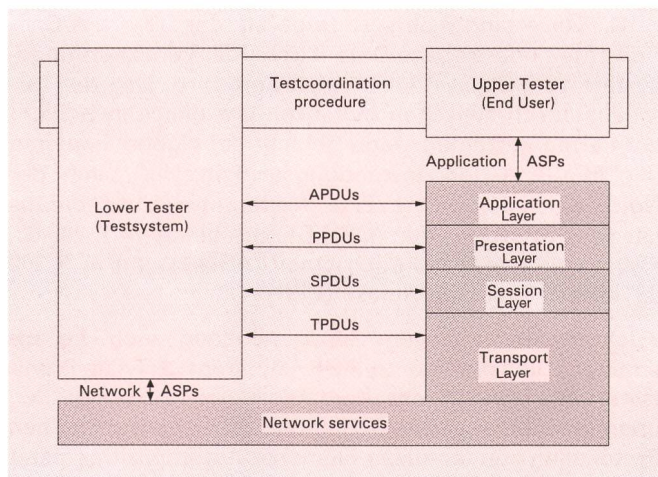 Testcoordination
procedure
Upper Tester
(End User)
Application ASPs
Lower Tester
(Testsystem)
APDUs
Application
Layer
PPDUs
Presentation
Layer
SPDUs
Session
Layer
TPDUs
Transport
Layer
Network ASPs
Network services